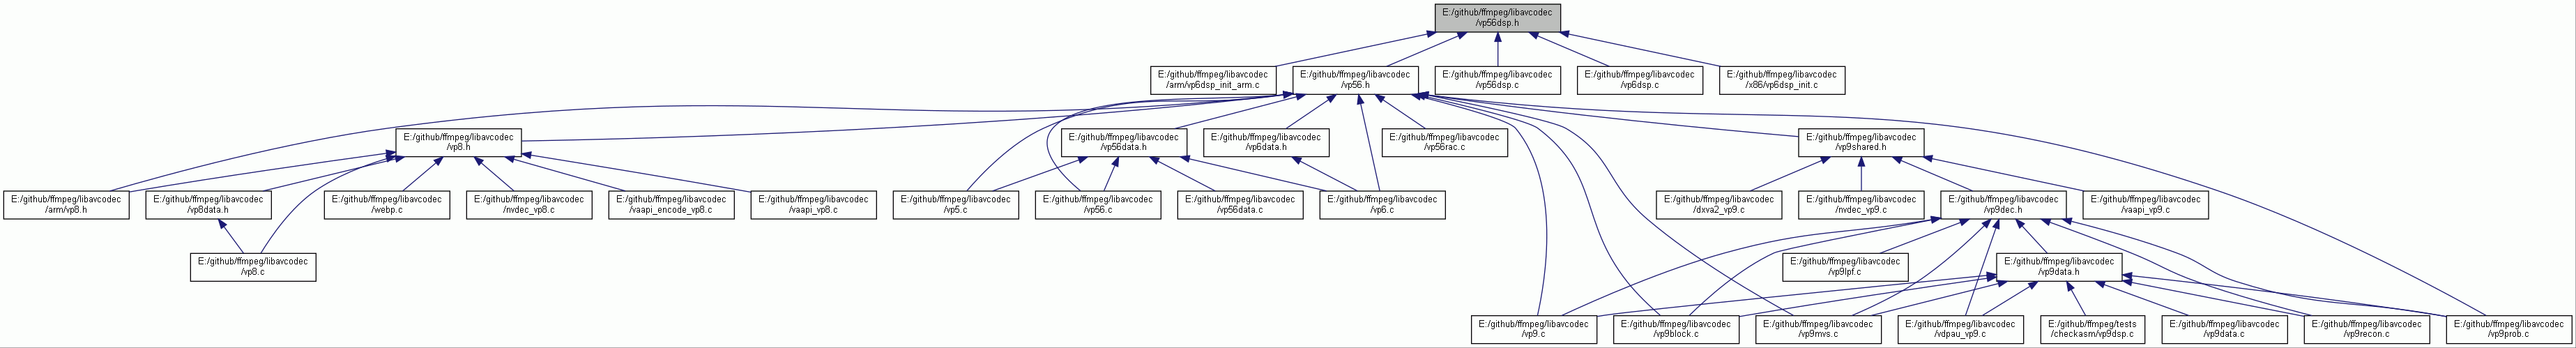 E:/github/ffmpeg/libavcodec
/vp56dsp.h
E:/github/ffmpeg/libavcodec
/arm/vp6dsp_init_arm.c
E:/github/ffmpeg/libavcodec
/vp56.h
E:/github/ffmpeg/libavcodec
/vp56dsp.c
E:/github/ffmpeg/libavcodec
/vp6dsp.c
E:/github/ffmpeg/libavcodec
/x86/vp6dsp_init.c
E:/github/ffmpeg/libavcodec
/vp8.h
E:/github/ffmpeg/libavcodec
/vp56data.h
E:/github/ffmpeg/libavcodec
/vp6data.h
E:/github/ffmpeg/libavcodec
/vp56rac.c
E:/github/ffmpeg/libavcodec
/vp9shared.h
E:/github/ffmpeg/libavcodec
/arm/vp8.h
E:/github/ffmpeg/libavcodec
/vp8data.h
E:/github/ffmpeg/libavcodec
/webp.c
E:/github/ffmpeg/libavcodec
/nvdec_vp8.c
E:/github/ffmpeg/libavcodec
/vaapi_encode_vp8.c
E:/github/ffmpeg/libavcodec
/vaapi_vp8.c
E:/github/ffmpeg/libavcodec
/vp5.c
E:/github/ffmpeg/libavcodec
/vp56.c
E:/github/ffmpeg/libavcodec
/vp56data.c
E:/github/ffmpeg/libavcodec
/vp6.c
E:/github/ffmpeg/libavcodec
/dxva2_vp9.c
E:/github/ffmpeg/libavcodec
/nvdec_vp9.c
E:/github/ffmpeg/libavcodec
/vp9dec.h
E:/github/ffmpeg/libavcodec
/vaapi_vp9.c
E:/github/ffmpeg/libavcodec
/vp8.c
E:/github/ffmpeg/libavcodec
/vp9lpf.c
E:/github/ffmpeg/libavcodec
/vp9data.h
E:/github/ffmpeg/libavcodec
/vp9.c
E:/github/ffmpeg/libavcodec
/vp9block.c
E:/github/ffmpeg/libavcodec
/vp9mvs.c
E:/github/ffmpeg/libavcodec
/vdpau_vp9.c
E:/github/ffmpeg/tests
/checkasm/vp9dsp.c
E:/github/ffmpeg/libavcodec
/vp9data.c
E:/github/ffmpeg/libavcodec
/vp9recon.c
E:/github/ffmpeg/libavcodec
/vp9prob.c